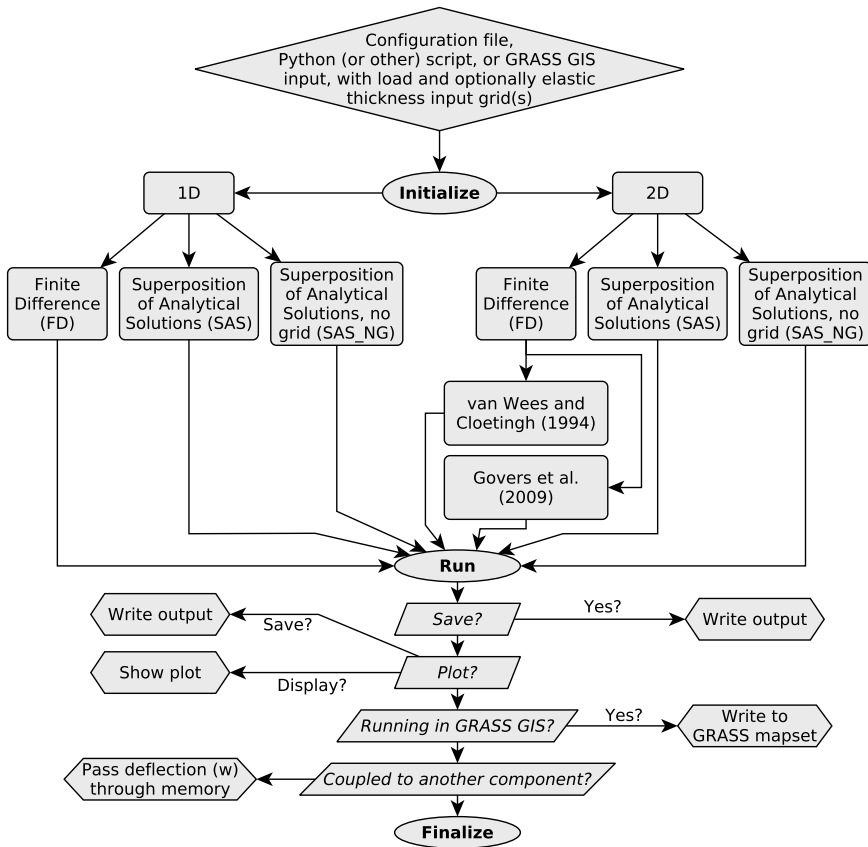 Configuration file,
Python (or other) script, or GRASS GIS
input, with load and optionally elastic
thickness input grid(s)
1D
Initialize
2D
Finite
Difference
(FD)
Superposition
of Analytical
Solutions (SAS)
Superposition
of Analytical
Solutions, no
grid (SAS_NG)
Finite
Difference
(FD)
Superposition
of Analytical
Solutions (SAS)
Superposition
of Analytical
Solutions, no
grid (SAS_NG)
van Wees and
Cloetingh (1994)
Govers et al.
(2009)
Run
Save?
Yes?
Write output
Write output
Save?
Plot?
Show plot
Display?
Running in GRASS GIS?
Yes?
Write to
GRASS mapset
Coupled to another component?
Pass deflection (w)
through memory
Finalize